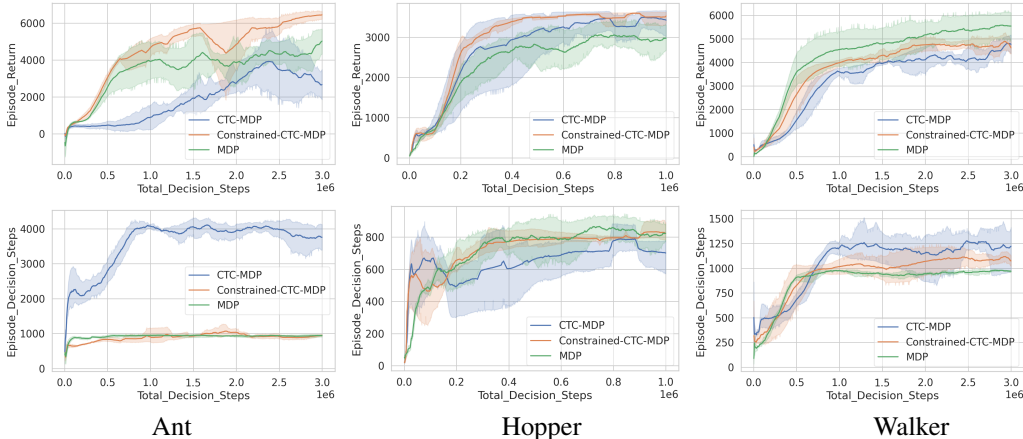 Episode_Return
6000
4000
2000
0
CTC-MDP
Constrained-CTC-MDP
MDP
0.0 0.5 1.0 1.5 2.0 2.5 3.0
Total_Decision_Steps 1e6
Episode_Return
3000
2000
1000
0
CTC-MDP
Constrained-CTC-MDP
MDP
0.0 0.2 0.4 0.6 0.8 1.0
Total_Decision_Steps 1e6
Episode_Return
6000
5000
4000
3000
2000
1000
0
CTC-MDP
Constrained-CTC-MDP
MDP
0.0 0.5 1.0 1.5 2.0 2.5 3.0
Total_Decision_Steps 1e6
Episode_Decision_Steps
4000
3000
2000
1000
0
CTC-MDP
Constrained-CTC-MDP
MDP
0.0 0.5 1.0 1.5 2.0 2.5 3.0
Total_Decision_Steps 1e6
Episode_Decision_Steps
800
600
400
200
0
CTC-MDP
Constrained-CTC-MDP
MDP
0.0 0.2 0.4 0.6 0.8 1.0
Total_Decision_Steps 1e6
Episode_Decision_Steps
1500
1250
1000
750
500
250
0
CTC-MDP
Constrained-CTC-MDP
MDP
0.0 0.5 1.0 1.5 2.0 2.5 3.0
Total_Decision_Steps 1e6
Ant Hopper Walker